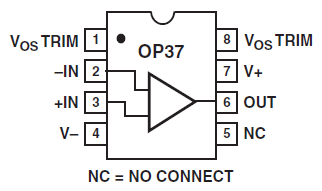 VOS TRIM 1 OP37 8 VOS TRIM
–IN 2 7 V+
+IN 3 6 OUT
V– 4 5 NC
NC = NO CONNECT